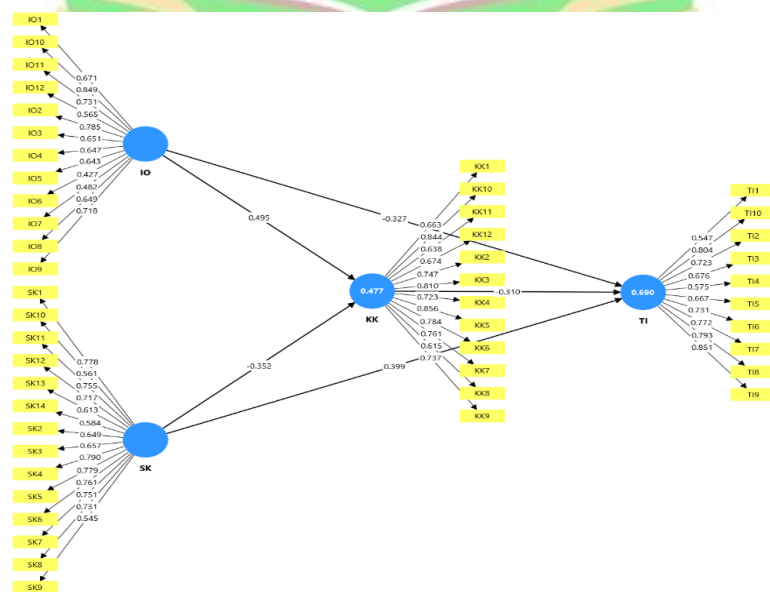 IO1
IO10
IO11
IO12
IO2
IO3
IO4
IO5
IO6
IO7
IO8
IO9
0.671
0.849
0.731
0.565
0.785
0.651
0.647
0.643
0.427
0.482
0.649
0.718
IO
SK1
SK10
SK11
SK12
SK13
SK14
SK2
SK3
SK4
SK5
SK6
SK7
SK8
SK9
0.778
0.561
0.755
0.717
0.613
0.584
0.649
0.657
0.790
0.779
0.761
0.751
0.731
0.545
SK
0.495
-0.352
-0.327
-0.310
0.399
0.477
KK
0.663
0.844
0.638
0.674
0.747
0.810
0.723
0.856
0.784
0.761
0.615
0.737
KK1
KK10
KK11
KK12
KK2
KK3
KK4
KK5
KK6
KK7
KK8
KK9
0.690
TI
0.547
0.804
0.723
0.676
0.575
0.667
0.731
0.772
0.793
0.851
TI1
TI10
TI2
TI3
TI4
TI5
TI6
TI7
TI8
TI9